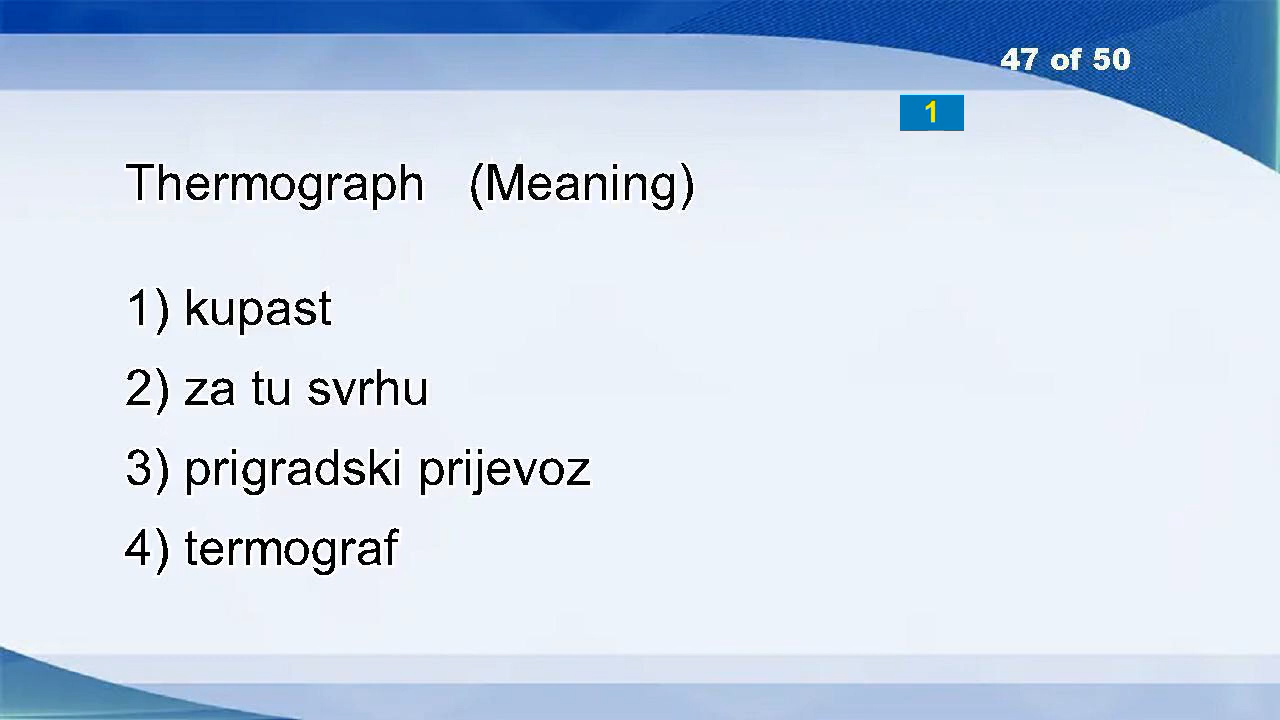 47 of 50
1
Thermograph (Meaning)
1) kupast
2) za tu svrhu
3) prigradski prijevoz
4) termograf